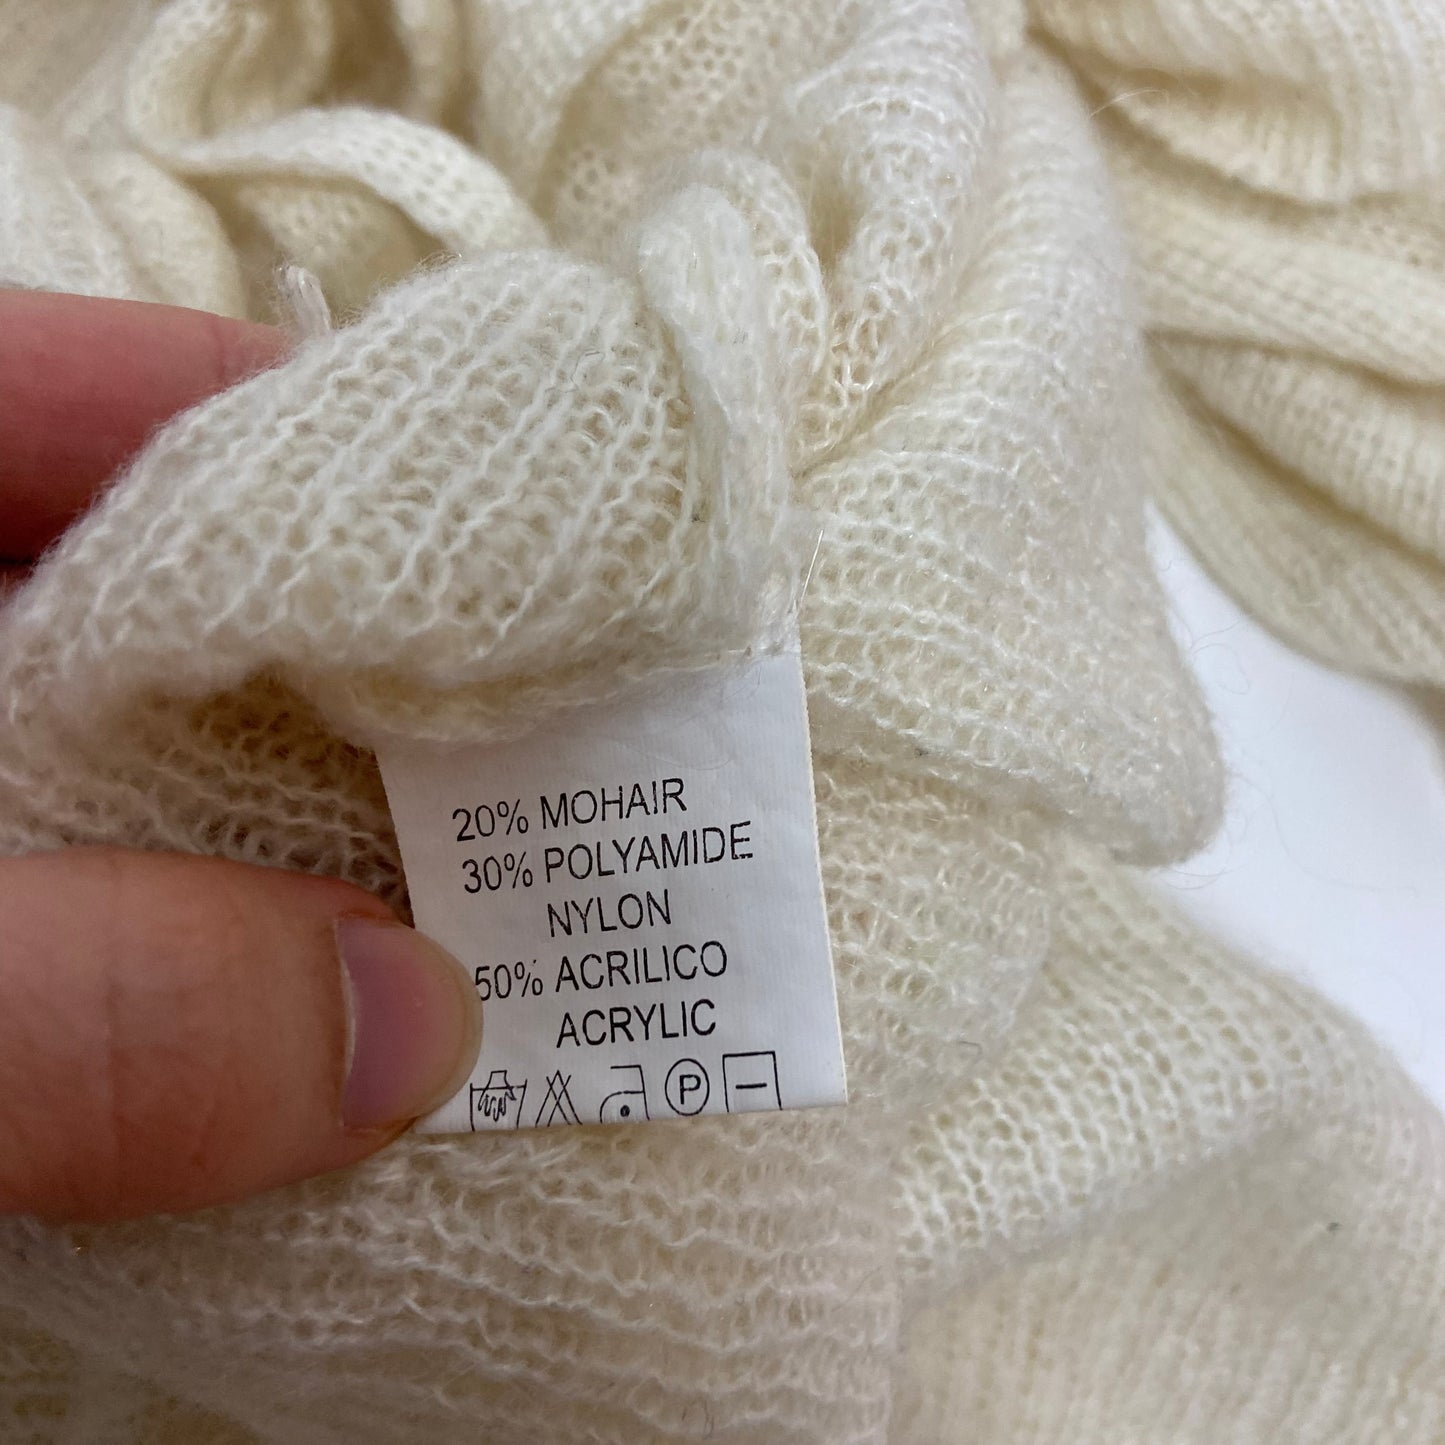 20% MOHAIR
30% POLYAMIDE
NYLON
50% ACRILICO
ACRYLIC
P